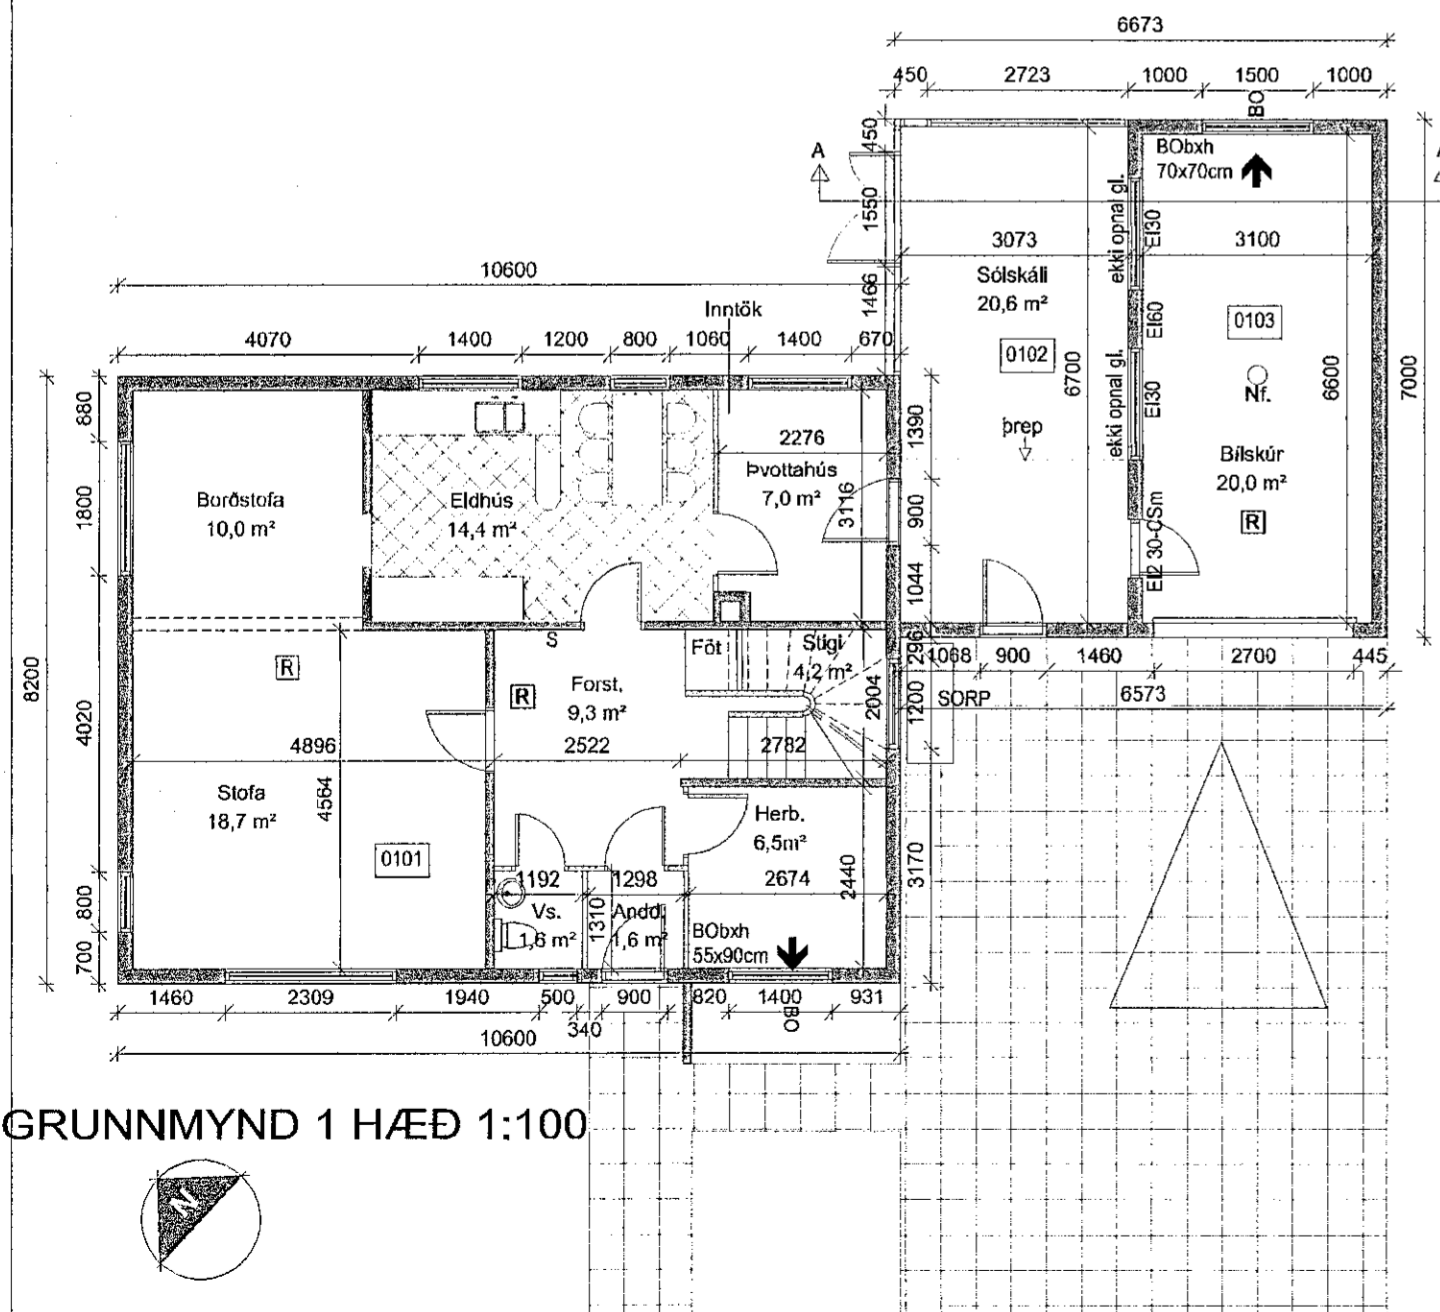 6673
450 2723 1000 1500 1000
BO
450
1550
1466
A
BObxh
70x70cm
ekki opnal gl.
EI30
3073
3100
Sólskáli
20,6 m²
0102
0103
EI60
6700
6600
7000
ekki opnal gl.
EI30
Nf.
þrep
Bílskúr
20,0 m²
R
EI2 30-CSm
10600
Inntök
4070 1400 1200 800 1060 1400 670
880
1800
4020
800
700
8200
1390
900
1044
296
1200
3170
Borðstofa
10,0 m²
Eldhús
14,4 m²
2276
Þvottahús
7,0 m²
3116
S
Föt
Stigi
4,2 m²
2004
R
R
Forst.
9,3 m²
4896
2522
2782
4564
Stofa
18,7 m²
0101
Herb.
6,5m²
1192
1298
2674
2440
Vs.
1,6 m²
1310
Andd.
1,6 m²
BObxh
55x90cm
1068 900 1460 2700 445
SORP
6573
1460 2309 1940 500 900 820 1400 931
340
BO
10600
GRUNNMYND 1 HÆÐ 1:100
N